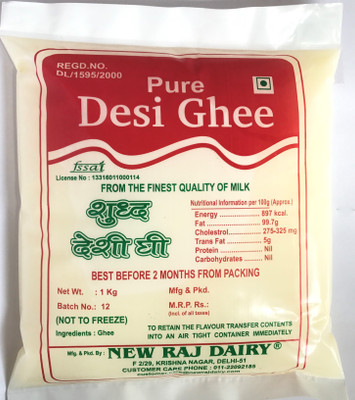 REGD.NO.
DL/1595/2000
Pure
Desi Ghee
fssai
License No : 13316011000114
FROM THE FINEST QUALITY OF MILK
शुध्द
देशी घी
Nutritional Information per 100g (Approx.)
Energy .................. 897 kcal.
Fat ......................... 99.7g
Cholestrol............. 275-325 mg
Trans Fat .............. 5g
Protein ................... Nil
Carbohydrates ....... Nil
BEST BEFORE 2 MONTHS FROM PACKING
Net Wt. : 1 Kg
Mfg & Pkd.
Batch No. : 12
M.R.P. Rs.:
(Incl. of all taxes)
(NOT TO FREEZE)
Ingredients : Ghee
TO RETAIN THE FLAVOUR TRANSFER CONTENTS
INTO AN AIR TIGHT CONTAINER IMMEDIATELY
Mfg. & Pkd. By : NEW RAJ DAIRY®
F 2/29, KRISHNA NAGAR, DELHI-51
CUSTOMER CARE PHONE : 011-22092185